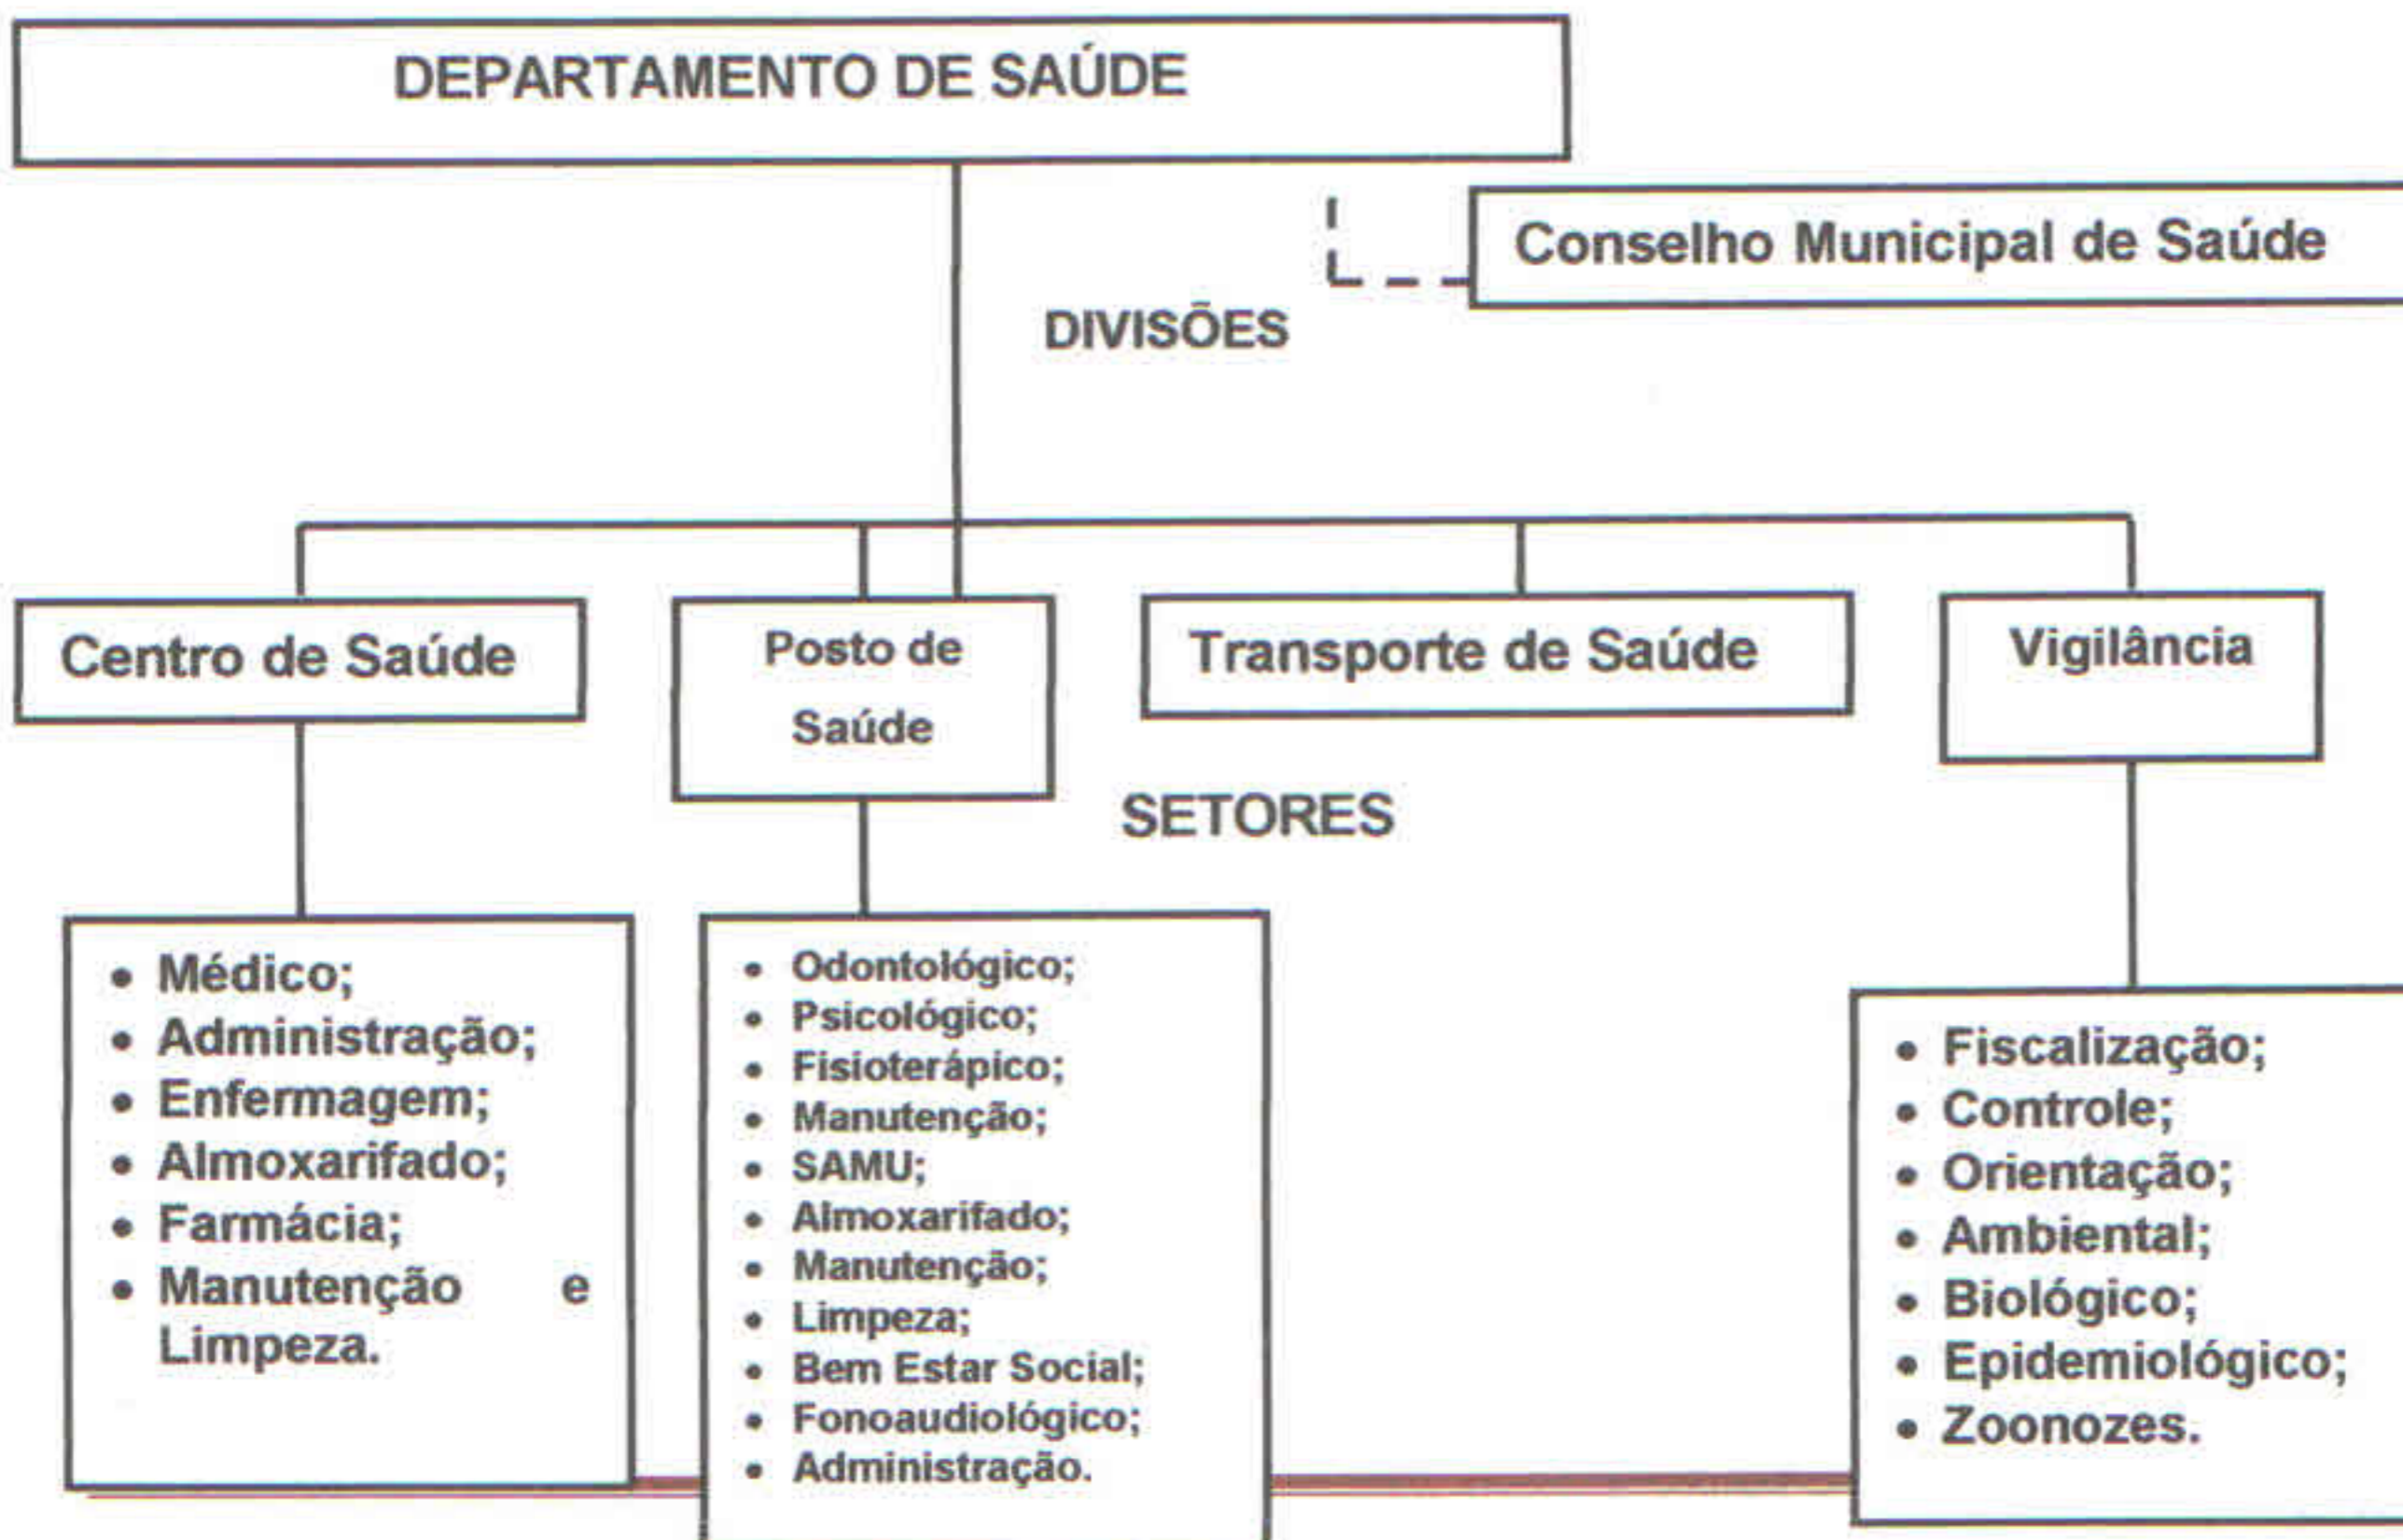 DEPARTAMENTO DE SAÚDE
Conselho Municipal de Saúde
DIVISÕES
Centro de Saúde
Posto de
Saúde
Transporte de Saúde
Vigilância
SETORES
• Médico;
• Administração;
• Enfermagem;
• Almoxarifado;
• Farmácia;
• Manutenção e
Limpeza.
• Odontológico;
• Psicológico;
• Fisioterápico;
• Manutenção;
• SAMU;
• Almoxarifado;
• Manutenção;
• Limpeza;
• Bem Estar Social;
• Fonoaudiológico;
• Administração.
• Fiscalização;
• Controle;
• Orientação;
• Ambiental;
• Biológico;
• Epidemiológico;
• Zoonozes.